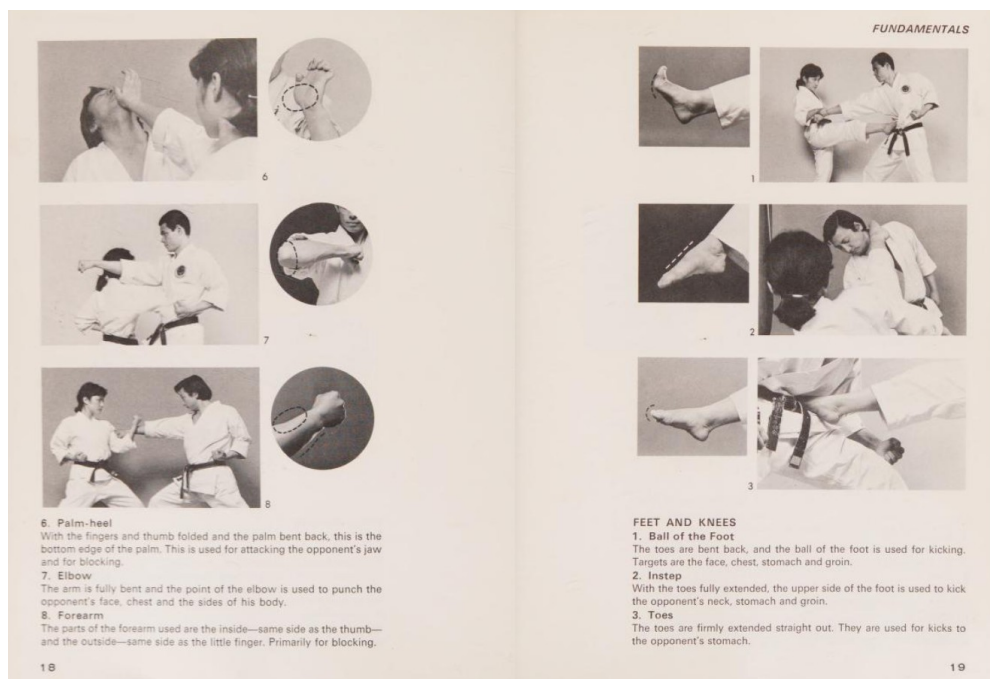 6
7
8
6. Palm-heel
With the fingers and thumb folded and the palm bent back, this is the
bottom edge of the palm. This is used for attacking the opponent's jaw
and for blocking.
7. Elbow
The arm is fully bent and the point of the elbow is used to punch the
opponent's face, chest and the sides of his body.
8. Forearm
The parts of the forearm used are the inside—same side as the thumb—
and the outside—same side as the little finger. Primarily for blocking.
18
FUNDAMENTALS
1
2
3
FEET AND KNEES
1. Ball of the Foot
The toes are bent back, and the ball of the foot is used for kicking.
Targets are the face, chest, stomach and groin.
2. Instep
With the toes fully extended, the upper side of the foot is used to kick
the opponent's neck, stomach and groin.
3. Toes
The toes are firmly extended straight out. They are used for kicks to
the opponent's stomach.
19